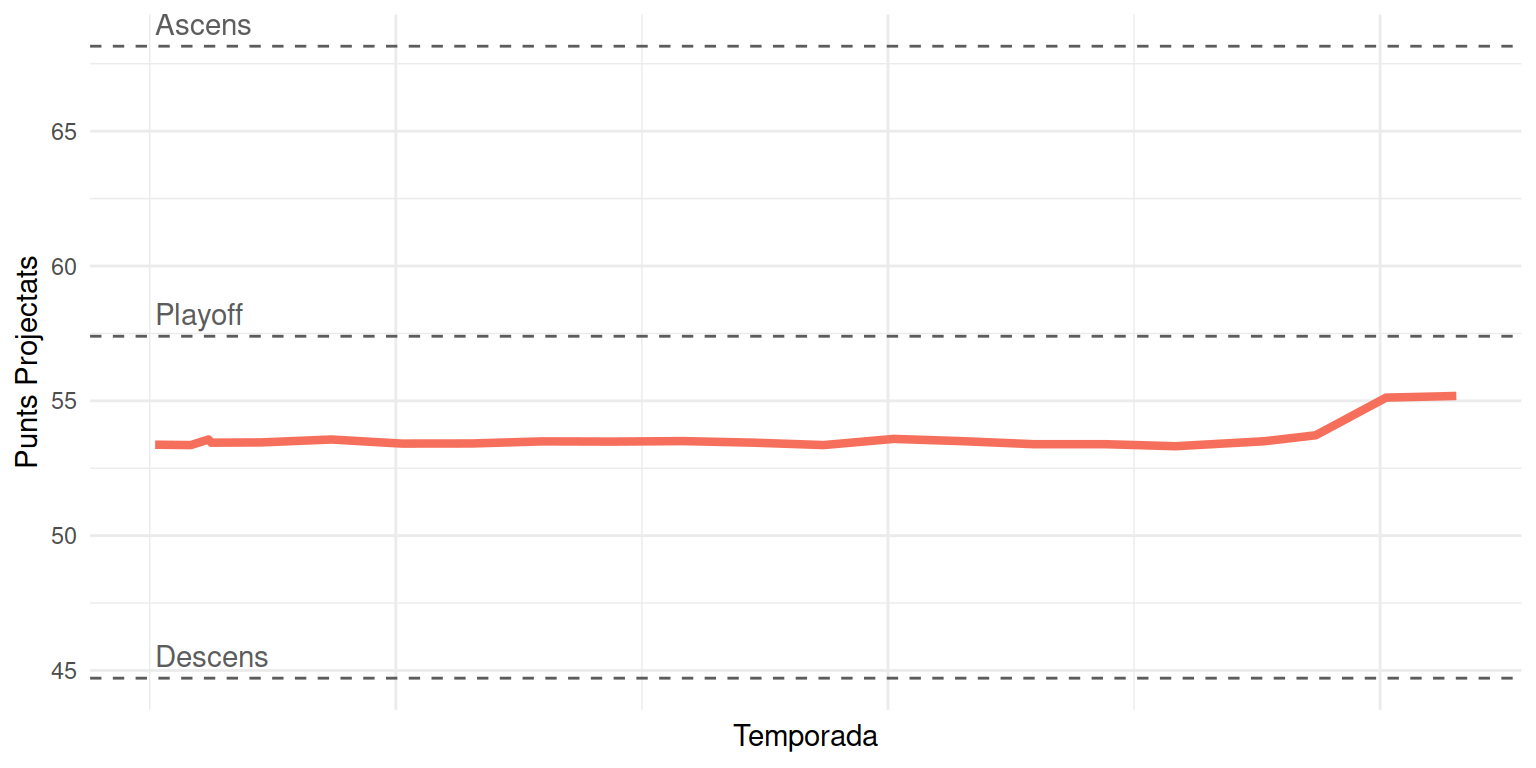 Ascens
65
60
Playoff
55
50
Descens
45
Punts Projectats
Temporada